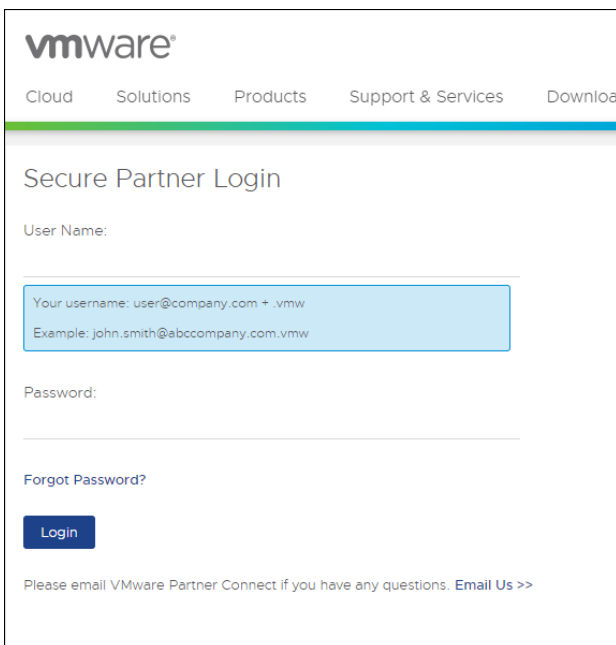 vmware®
Cloud Solutions Products Support & Services Downloa
Secure Partner Login
User Name:
Your username: user@company.com + .vmw
Example: john.smith@abccompany.com.vmw
Password:
Forgot Password?
Login
Please email VMware Partner Connect if you have any questions. Email Us >>